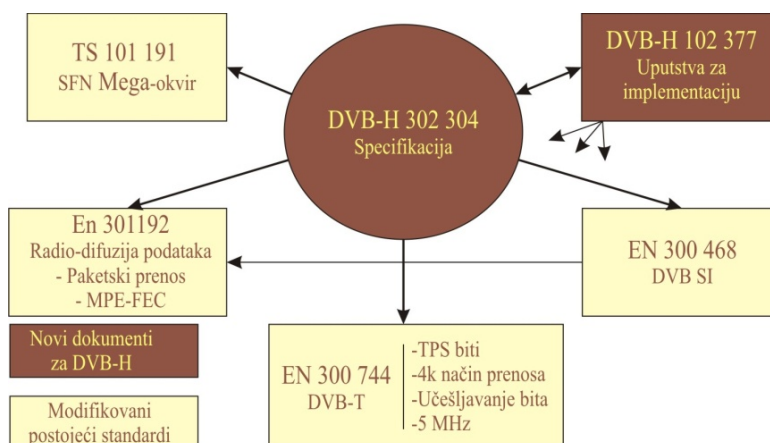 TS 101 191
SFN Mega-okvir
DVB-H 302 304
Specifikacija
DVB-H 102 377
Uputstva za
implementaciju
En 301192
Radio-difuzija podataka
- Paketski prenos
- MPE-FEC
EN 300 468
DVB SI
Novi dokumenti
za DVB-H
EN 300 744
DVB-T
-TPS biti
-4k način prenosa
-Učešljavanje bita
-5 MHz
Modifikovani
postojeći standardi